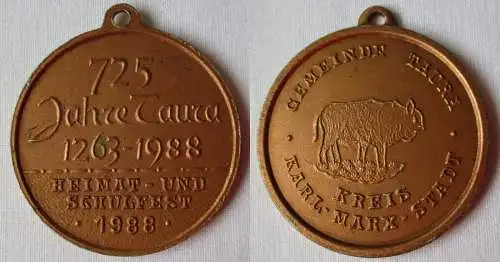 725
Jahre Taura
1263-1988
HEIMAT- UND
SCHULFEST
· 1988 ·
· GEMEINDE TAURA ·
KREIS
KARL-MARX-STADT